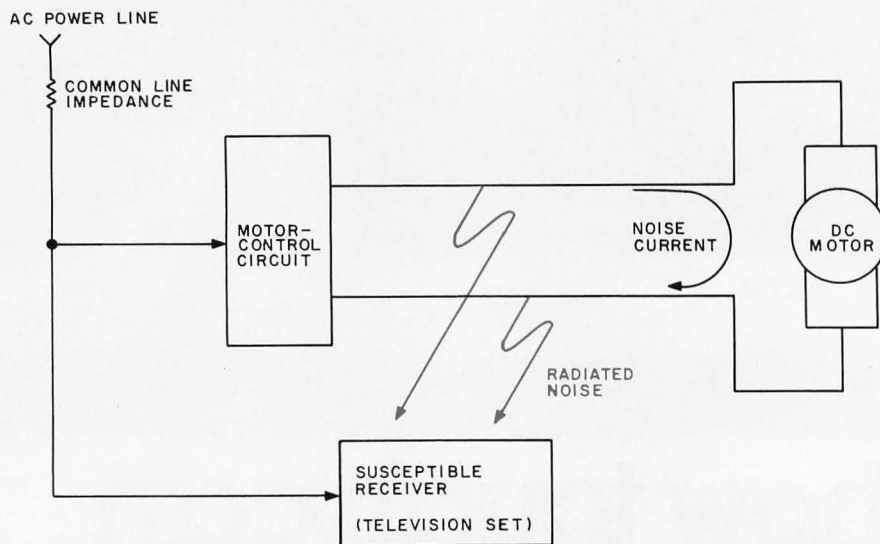 AC POWER LINE
COMMON LINE
IMPEDANCE
MOTOR–
CONTROL
CIRCUIT
NOISE
CURRENT
DC
MOTOR
RADIATED
NOISE
SUSCEPTIBLE
RECEIVER
(TELEVISION SET)